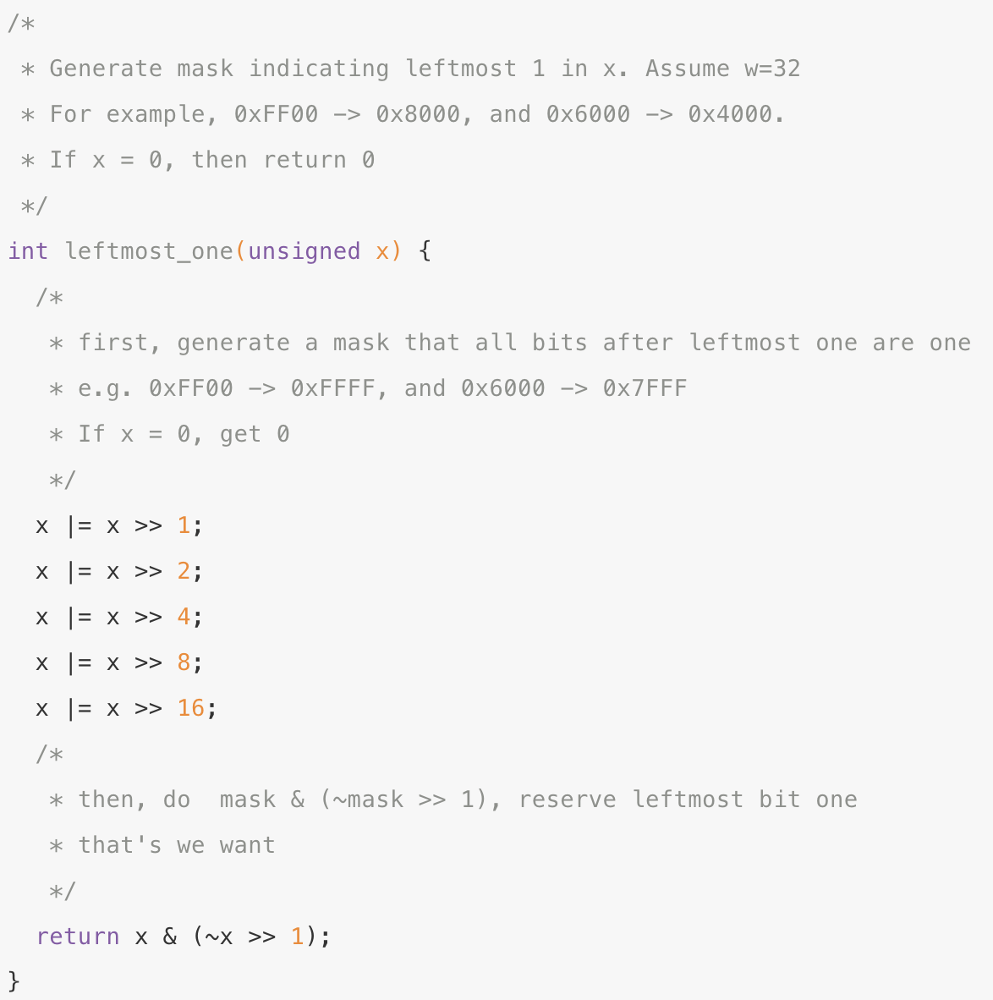 /*
 * Generate mask indicating leftmost 1 in x. Assume w=32
 * For example, 0xFF00 -> 0x8000, and 0x6000 -> 0x4000.
 * If x = 0, then return 0
 */
int leftmost_one(unsigned x) {
  /*
   * first, generate a mask that all bits after leftmost one are one
   * e.g. 0xFF00 -> 0xFFFF, and 0x6000 -> 0x7FFF
   * If x = 0, get 0
   */
  x |= x >> 1;
  x |= x >> 2;
  x |= x >> 4;
  x |= x >> 8;
  x |= x >> 16;
  /*
   * then, do  mask & (~mask >> 1), reserve leftmost bit one
   * that's we want
   */
  return x & (~x >> 1);
}